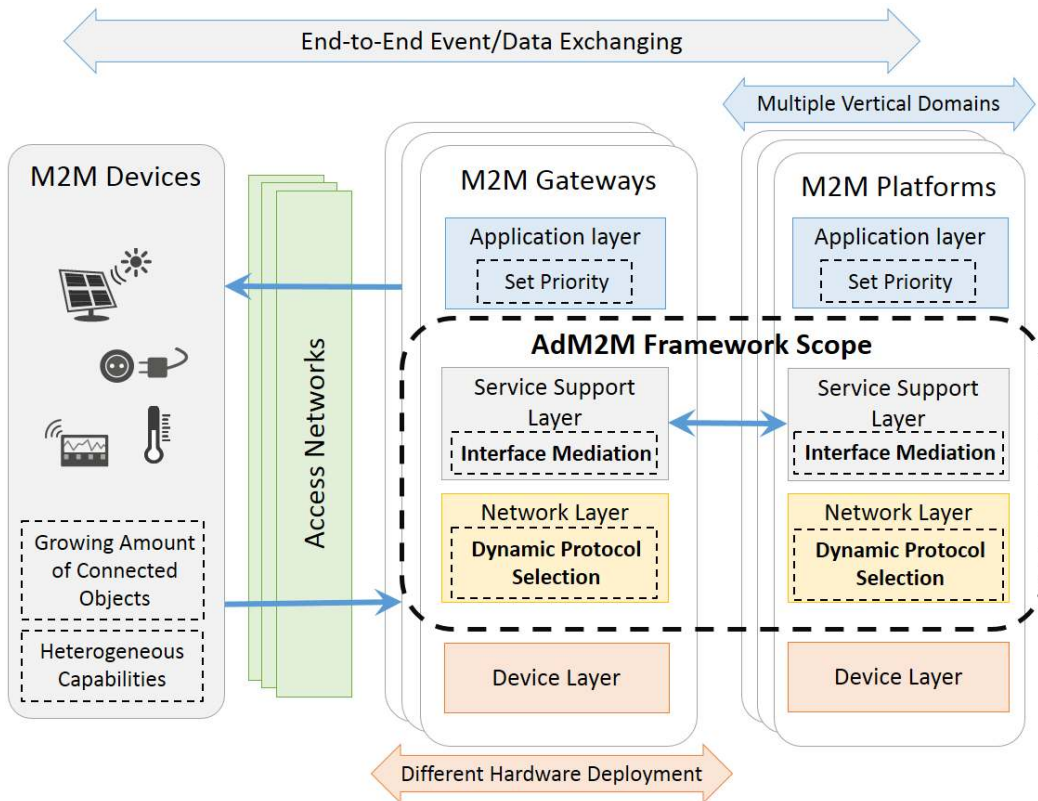 End-to-End Event/Data Exchanging
Multiple Vertical Domains
M2M Devices
Growing Amount
of Connected
Objects
Heterogeneous
Capabilities
Access Networks
M2M Gateways
Application layer
Set Priority
M2M Platforms
Application layer
Set Priority
AdM2M Framework Scope
Service Support
Layer
Interface Mediation
Network Layer
Dynamic Protocol
Selection
Device Layer
Service Support
Layer
Interface Mediation
Network Layer
Dynamic Protocol
Selection
Device Layer
Different Hardware Deployment